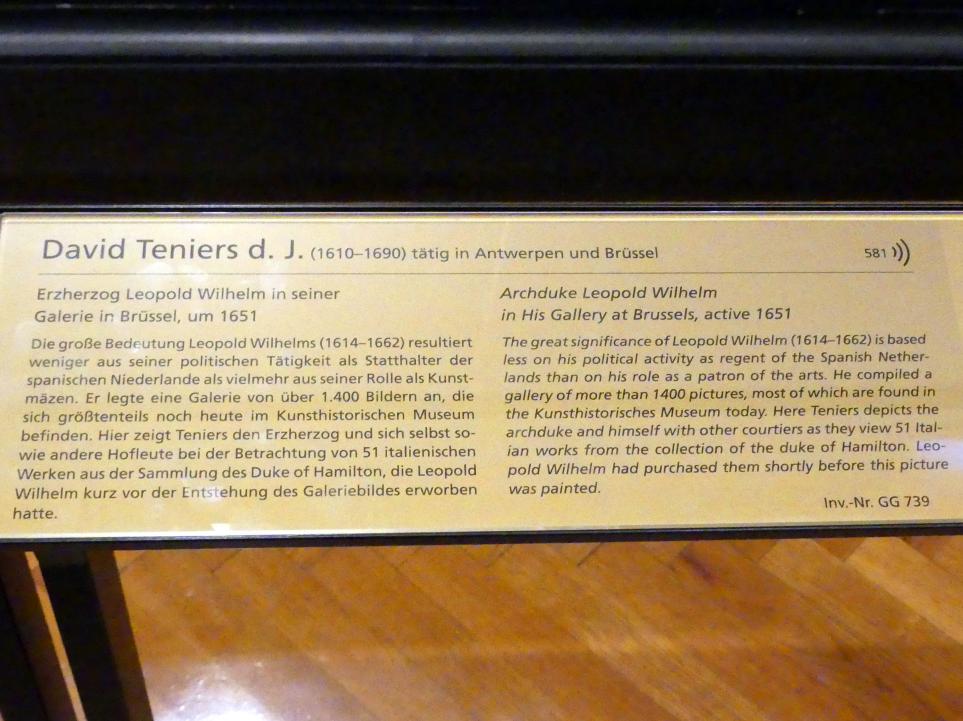 David Teniers d. J. (1610–1690) tätig in Antwerpen und Brüssel
581
Erzherzog Leopold Wilhelm in seiner
Galerie in Brüssel, um 1651
Die große Bedeutung Leopold Wilhelms (1614–1662) resultiert
weniger aus seiner politischen Tätigkeit als Statthalter der
spanischen Niederlande als vielmehr aus seiner Rolle als Kunst-
mäzen. Er legte eine Galerie von über 1.400 Bildern an, die
sich größtenteils noch heute im Kunsthistorischen Museum
befinden. Hier zeigt Teniers den Erzherzog und sich selbst so-
wie andere Hofleute bei der Betrachtung von 51 italienischen
Werken aus der Sammlung des Duke of Hamilton, die Leopold
Wilhelm kurz vor der Entstehung des Galeriebildes erworben
hatte.
Archduke Leopold Wilhelm
in His Gallery at Brussels, active 1651
The great significance of Leopold Wilhelm (1614–1662) is based
less on his political activity as regent of the Spanish Nether-
lands than on his role as a patron of the arts. He compiled a
gallery of more than 1400 pictures, most of which are found in
the Kunsthistorisches Museum today. Here Teniers depicts the
archduke and himself with other courtiers as they view 51 Ital-
ian works from the collection of the duke of Hamilton. Leo-
pold Wilhelm had purchased them shortly before this picture
was painted.
Inv.-Nr. GG 739